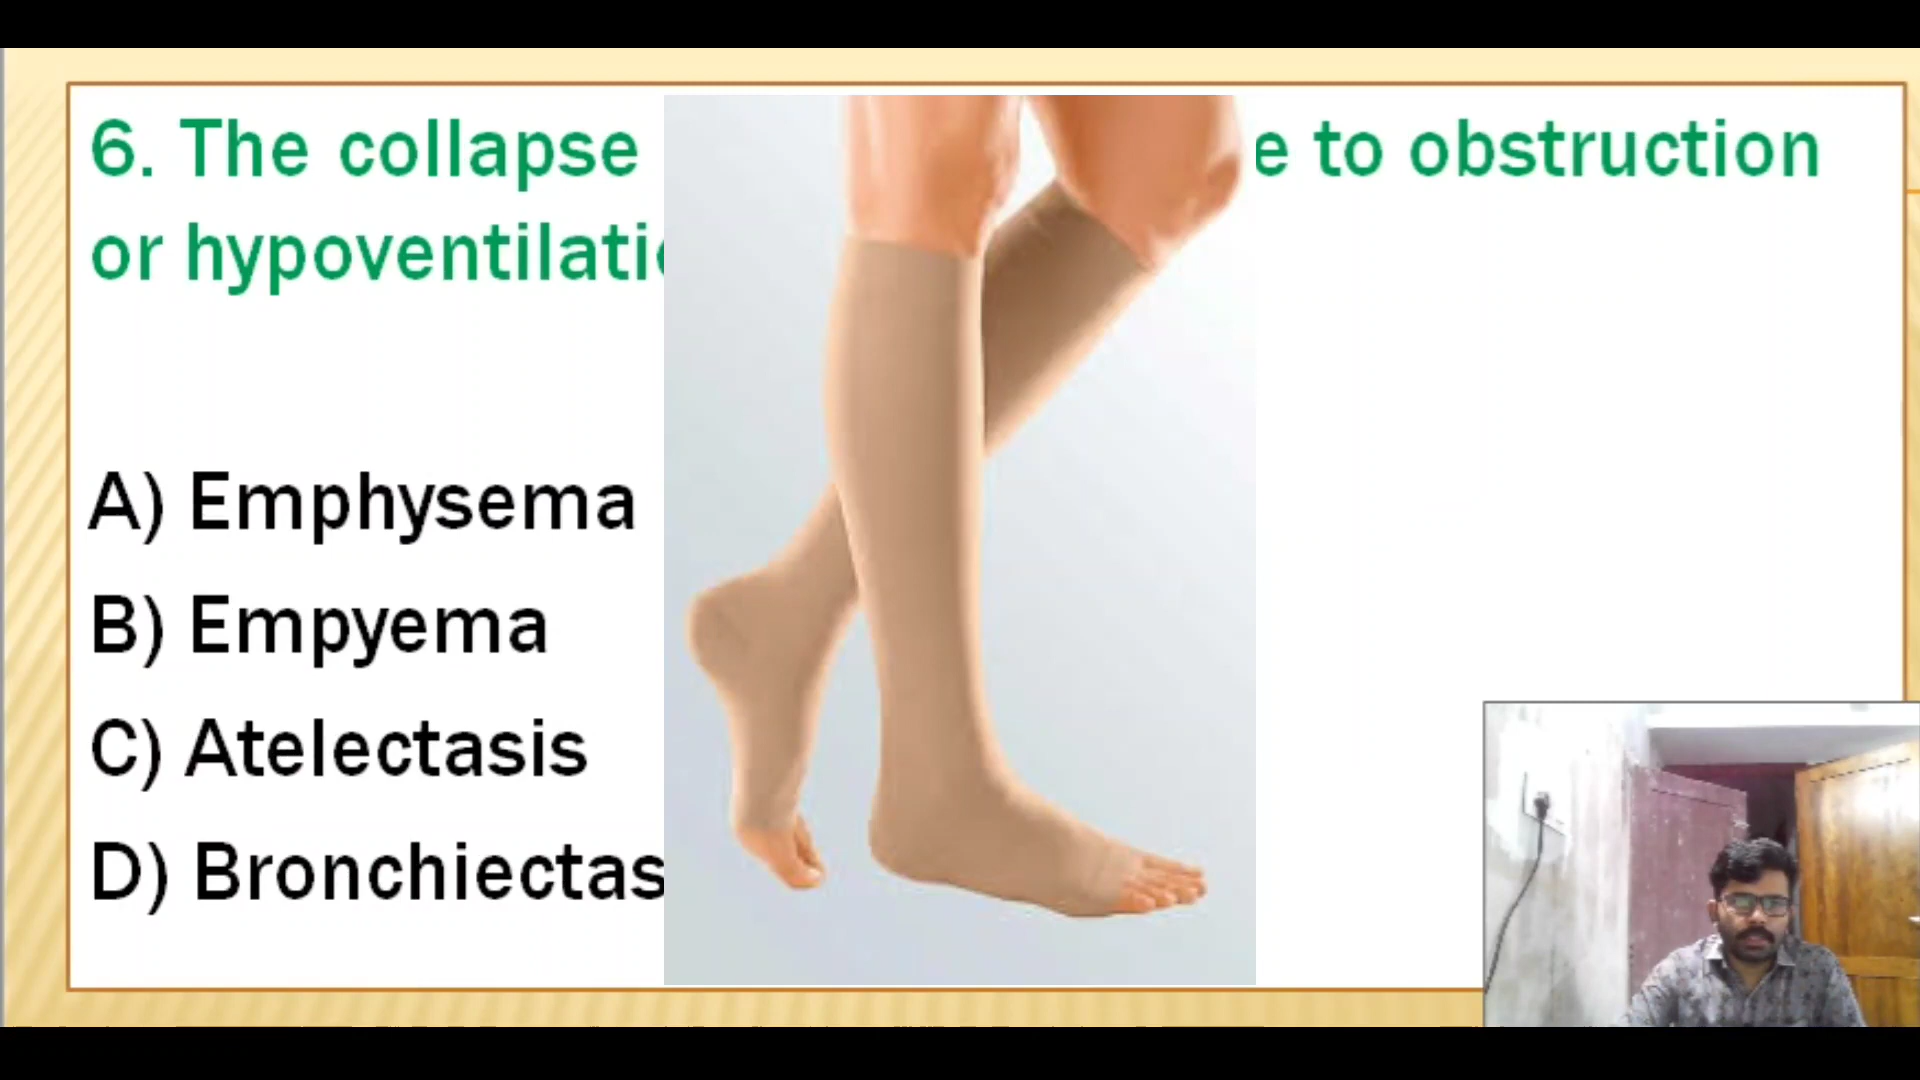 6. The collapse e to obstruction
or hypoventilati
A) Emphysema
B) Empyema
C) Atelectasis
D) Bronchiectas